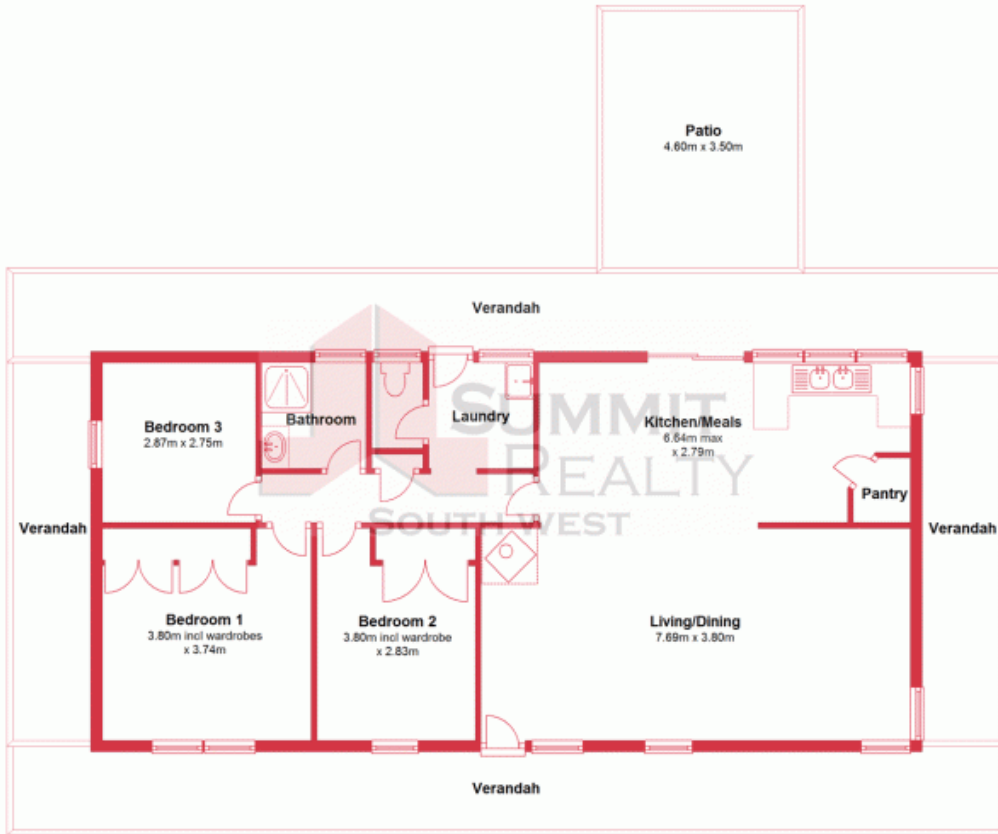 Patio
4.60m x 3.50m
Verandah
Bedroom 3
2.87m x 2.75m
Bathroom
Laundry
Kitchen/Meals
6.64m max
x 2.79m
Pantry
SUMMIT
REALTY
SOUTH WEST
Verandah
Verandah
Bedroom 1
3.80m incl wardrobes
x 3.74m
Bedroom 2
3.80m incl wardrobe
x 2.83m
Living/Dining
7.69m x 3.80m
Verandah